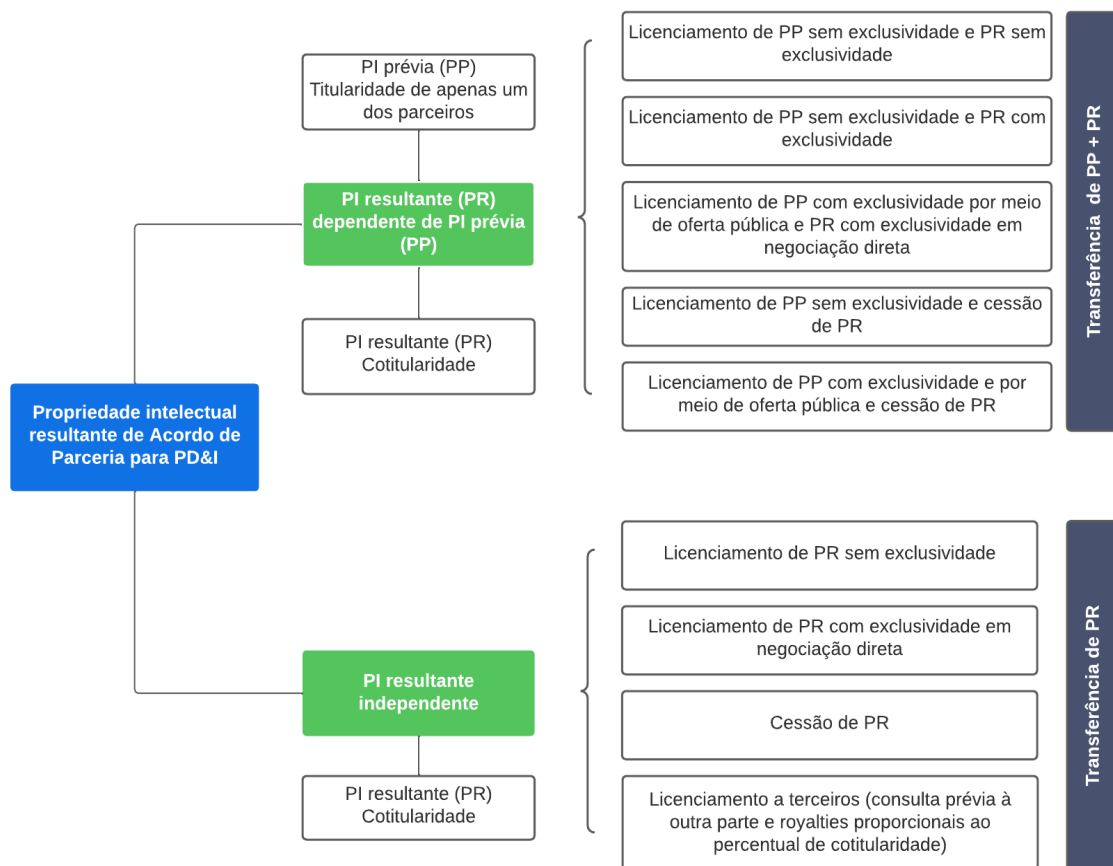 PI prévia (PP)
Titularidade de apenas um
dos parceiros
PI resultante (PR)
dependente de PI prévia
(PP)
PI resultante (PR)
Cotitularidade
Licenciamento de PP sem exclusividade e PR sem
exclusividade
Licenciamento de PP sem exclusividade e PR com
exclusividade
Licenciamento de PP com exclusividade por meio
de oferta pública e PR com exclusividade em
negociação direta
Licenciamento de PP sem exclusividade e cessão
de PR
Licenciamento de PP com exclusividade e por
meio de oferta pública e cessão de PR
Transferência de PP + PR
Propriedade intelectual
resultante de Acordo de
Parceria para PD&I
PI resultante
independente
PI resultante (PR)
Cotitularidade
Licenciamento de PR sem exclusividade
Licenciamento de PR com exclusividade em
negociação direta
Cessão de PR
Licenciamento a terceiros (consulta prévia à
outra parte e royalties proporcionais ao
percentual de cotitularidade)
Transferência de PR